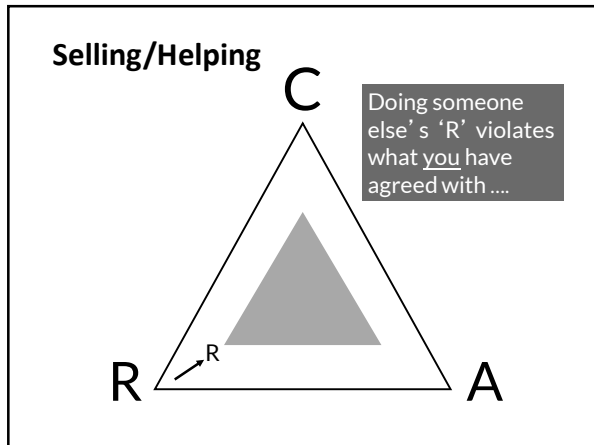 Selling/Helping
C
Doing someone
else’s ‘R’ violates
what you have
agreed with ....
R
R
A